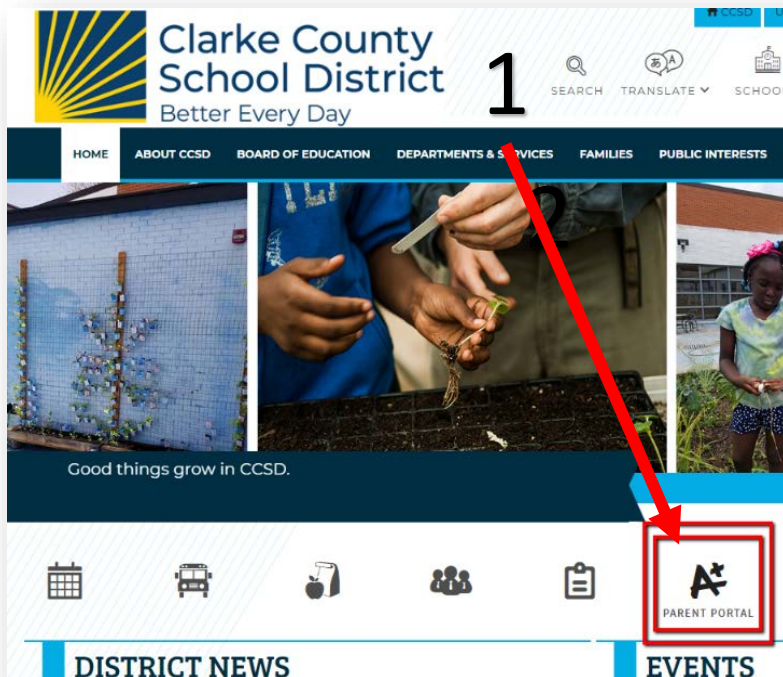 CCSD
Clarke County
School District
Better Every Day
1
SEARCH TRANSLATE
HOME ABOUT CCSD BOARD OF EDUCATION DEPARTMENTS & SERVICES FAMILIES PUBLIC INTERESTS
2
Good things grow in CCSD.
A+
PARENT PORTAL
DISTRICT NEWS
EVENTS